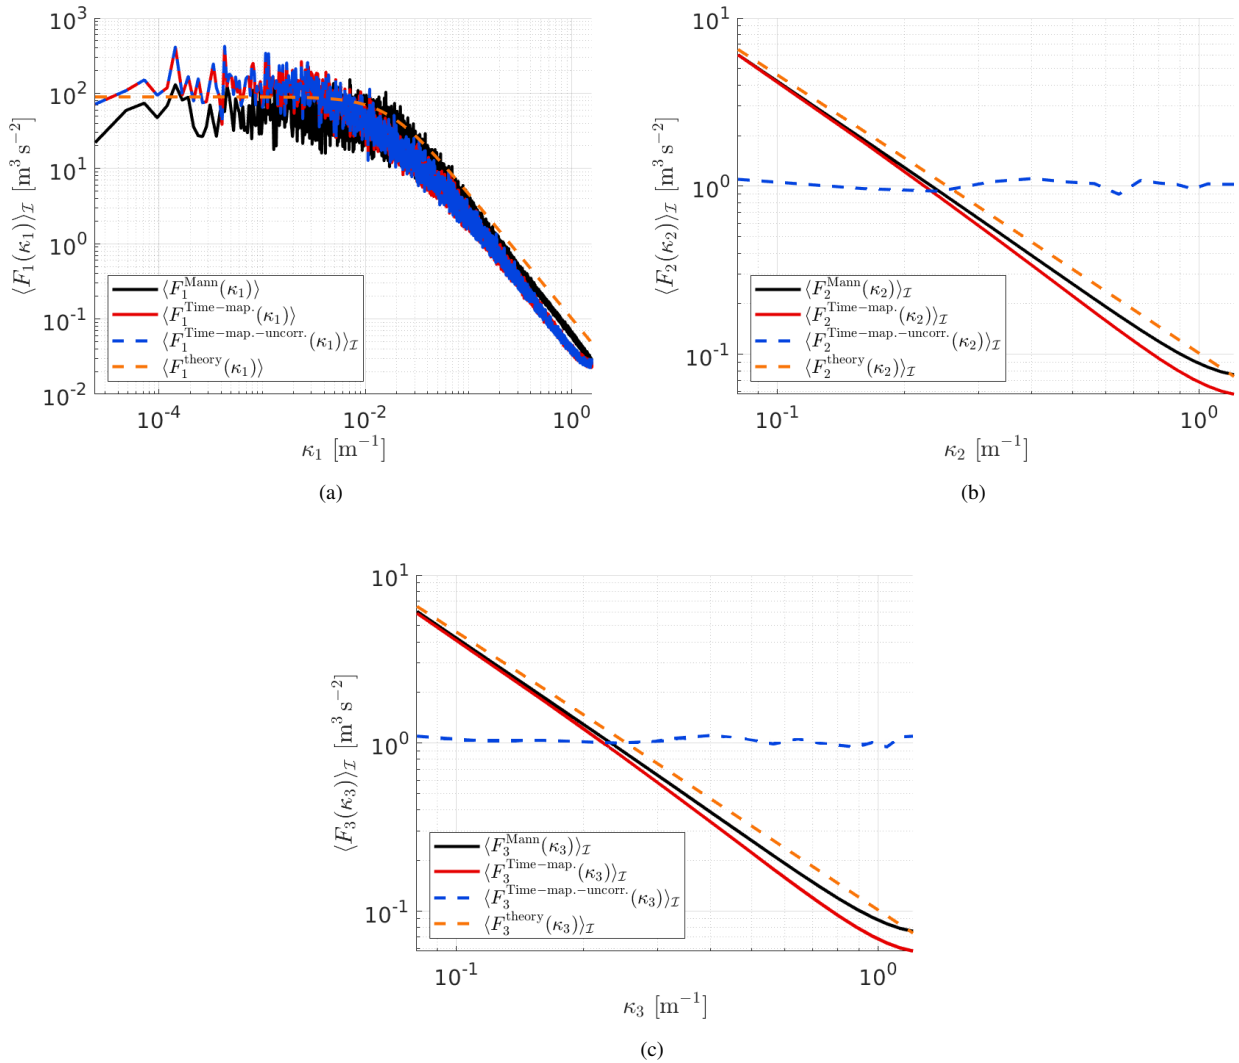 10^3
10^2
10^1
10^0
10^-1
10^-2
⟨F_1(κ_1)⟩_I [m^3 s^-2]
⟨F_1^Mann(κ_1)⟩
⟨F_1^Time-map.(κ_1)⟩
⟨F_1^Time-map.-uncorr.(κ_1)⟩_I
⟨F_1^theory(κ_1)⟩
10^-4 10^-2 10^0
κ_1 [m^-1]
(a)
10^1
10^0
10^-1
⟨F_2(κ_2)⟩_I [m^3 s^-2]
⟨F_2^Mann(κ_2)⟩_I
⟨F_2^Time-map.(κ_2)⟩_I
⟨F_2^Time-map.-uncorr.(κ_2)⟩_I
⟨F_2^theory(κ_2)⟩_I
10^-1 10^0
κ_2 [m^-1]
(b)
10^1
10^0
10^-1
⟨F_3(κ_3)⟩_I [m^3 s^-2]
⟨F_3^Mann(κ_3)⟩_I
⟨F_3^Time-map.(κ_3)⟩_I
⟨F_3^Time-map.-uncorr.(κ_3)⟩_I
⟨F_3^theory(κ_3)⟩_I
10^-1 10^0
κ_3 [m^-1]
(c)